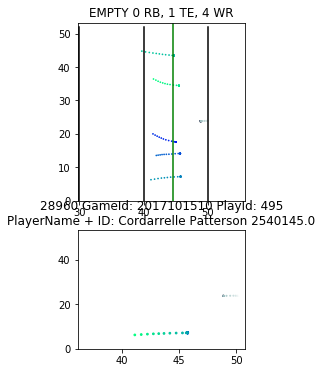 EMPTY 0 RB, 1 TE, 4 WR
50
40
30
20
10
0
30 40 50
28960 GameId: 2017101510 PlayId: 495
PlayerName + ID: Cordarrelle Patterson 2540145.0
40
20
0
40 45 50